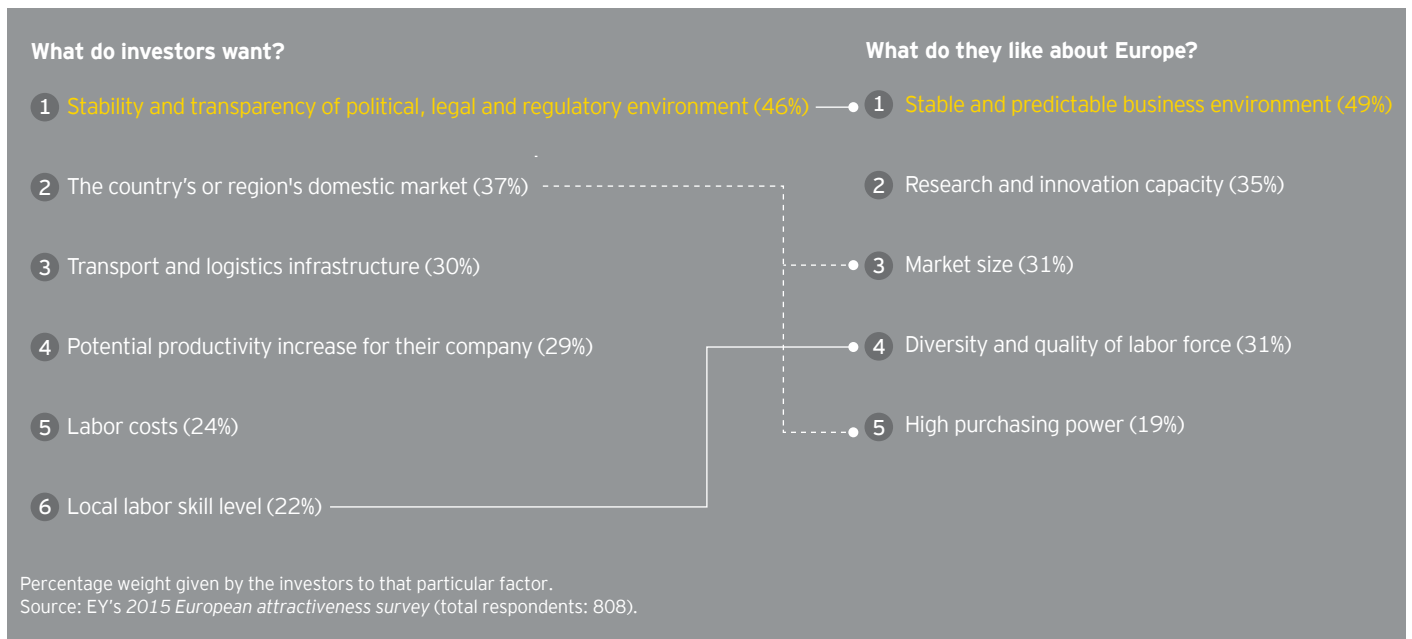 What do investors want?
1 Stability and transparency of political, legal and regulatory environment (46%)
2 The country’s or region's domestic market (37%)
3 Transport and logistics infrastructure (30%)
4 Potential productivity increase for their company (29%)
5 Labor costs (24%)
6 Local labor skill level (22%)
What do they like about Europe?
1 Stable and predictable business environment (49%)
2 Research and innovation capacity (35%)
3 Market size (31%)
4 Diversity and quality of labor force (31%)
5 High purchasing power (19%)
Percentage weight given by the investors to that particular factor.
Source: EY’s 2015 European attractiveness survey (total respondents: 808).